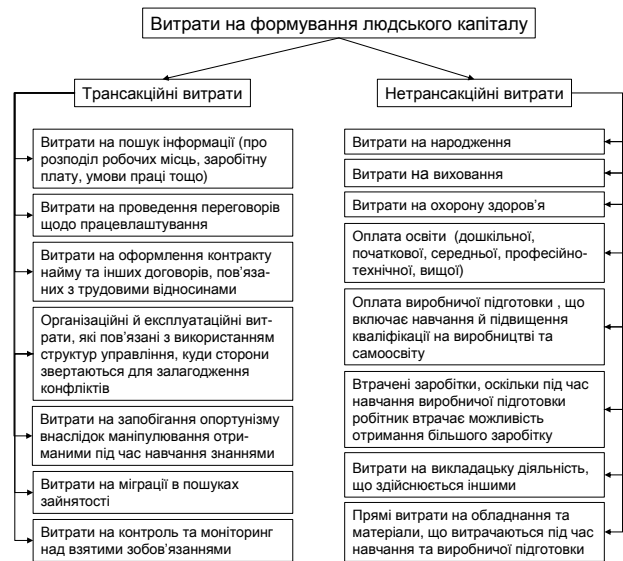 Витрати на формування людського капіталу
Трансакційні витрати
Витрати на пошук інформації (про
розподіл робочих місць, заробітну
плату, умови праці тощо)
Витрати на проведення переговорів
щодо працевлаштування
Витрати на оформлення контракту
найму та інших договорів, пов'яза-
них з трудовими відносинами
Організаційні й експлуатаційні вит-
рати, які пов'язані з використанням
структур управління, куди сторони
звертаються для залагодження
конфліктів
Витрати на запобігання опортунізму
внаслідок маніпулювання отри-
маними під час навчання знаннями
Витрати на міграції в пошуках
зайнятості
Витрати на контроль та моніторинг
над взятими зобов'язаннями
Нетрансакційні витрати
Витрати на народження
Витрати на виховання
Витрати на охорону здоров'я
Оплата освіти (дошкільної,
початкової, середньої, професійно-
технічної, вищої)
Оплата виробничої підготовки , що
включає навчання й підвищення
кваліфікації на виробництві та
самоосвіту
Втрачені заробітки, оскільки під час
навчання виробничої підготовки
робітник втрачає можливість
отримання більшого заробітку
Витрати на викладацьку діяльність,
що здійснюється іншими
Прямі витрати на обладнання та
матеріали, що витрачаються під час
навчання та виробничої підготовки